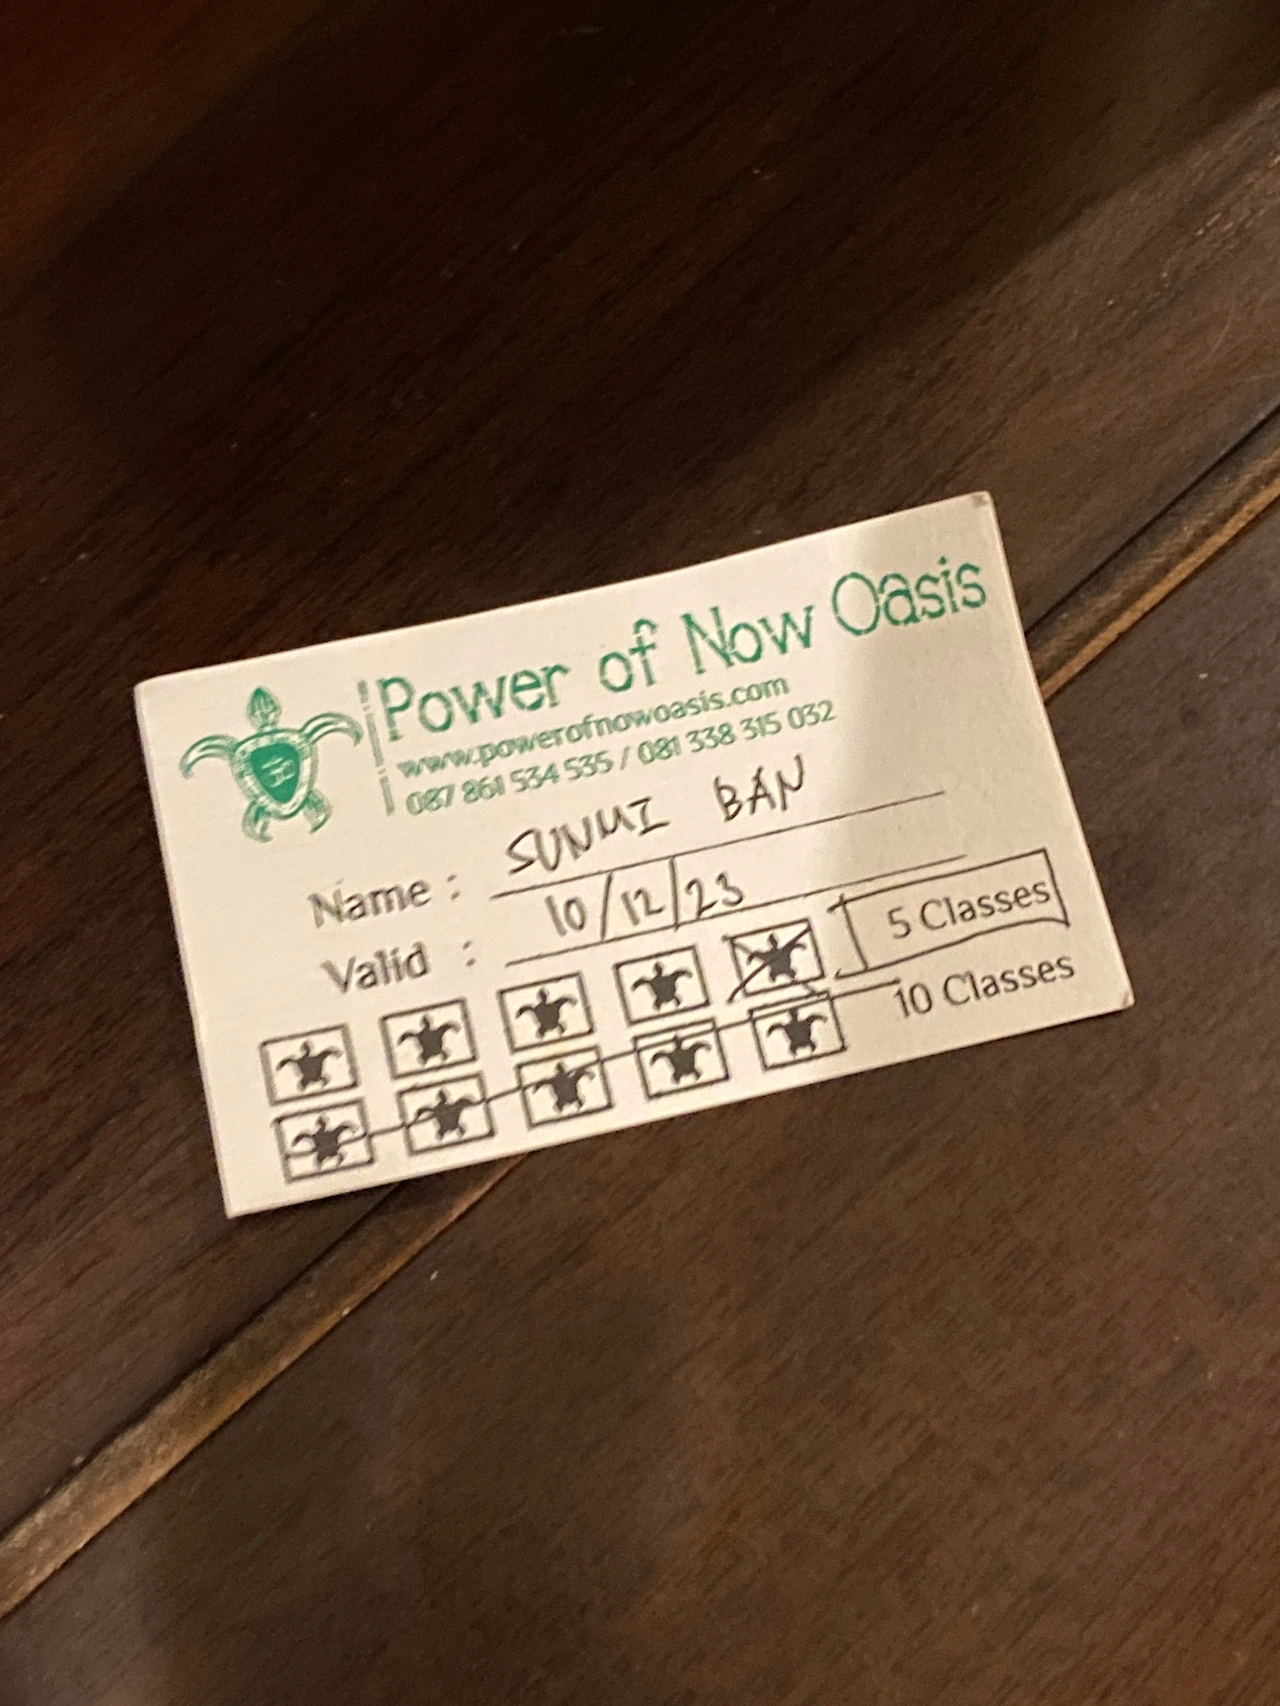 Power of Now Oasis
www.powerofnowoasis.com
087 861 534 535 / 081 338 315 032
Name : SUNMI BAN
Valid : 10/12/23
5 Classes
10 Classes